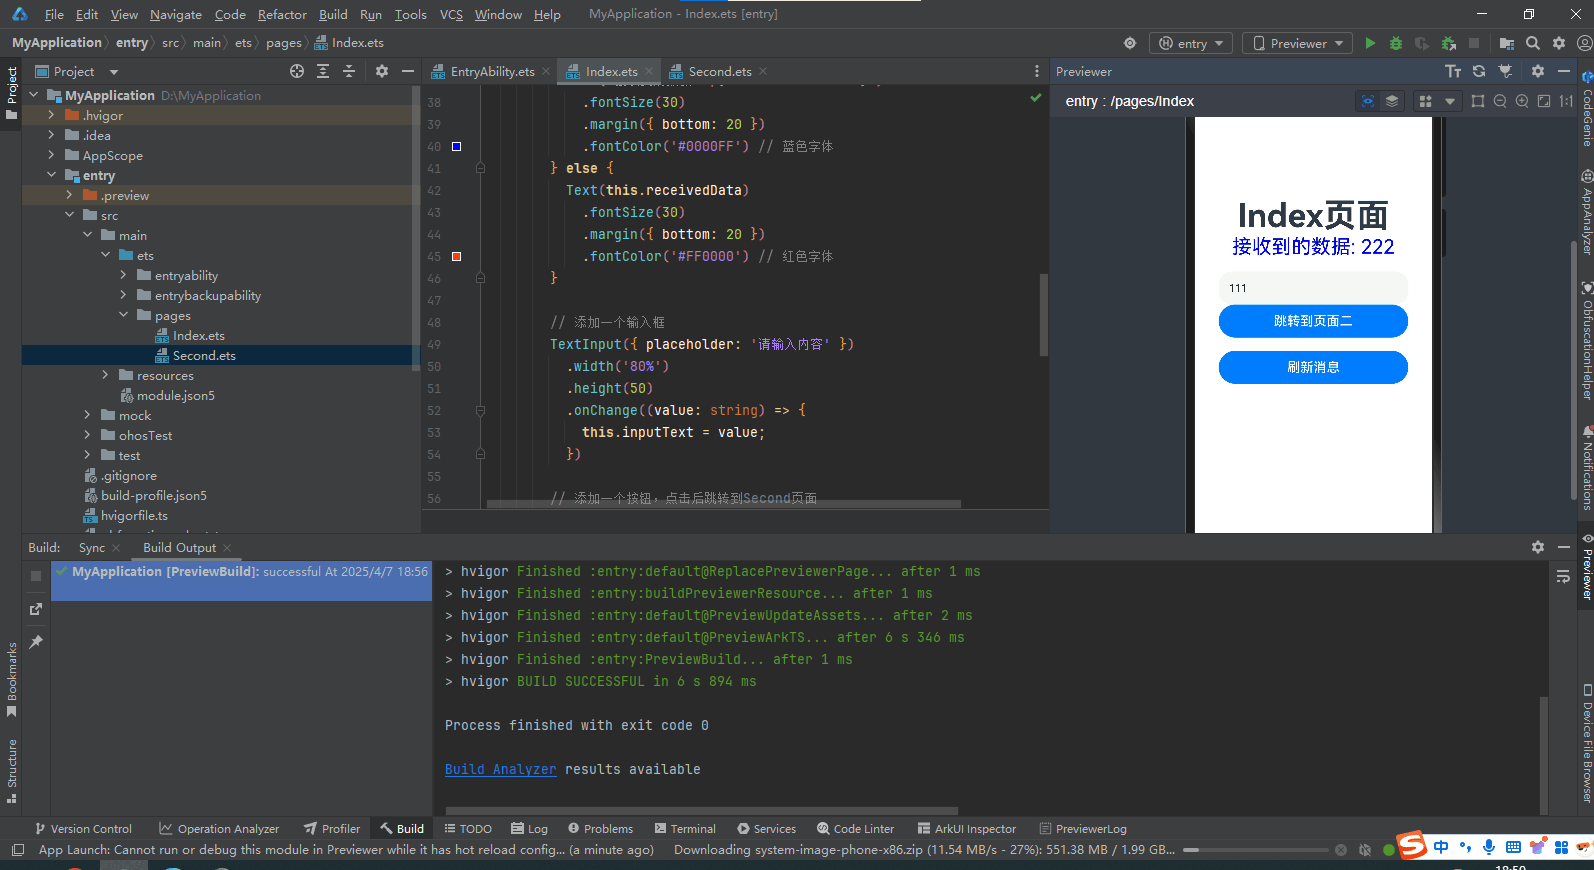 File Edit View Navigate Code Refactor Build Run Tools VCS Window Help MyApplication - Index.ets [entry]
MyApplication entry src main ets pages Index.ets
entry Previewer
Project
Project
MyApplication D:\MyApplication
.hvigor
.idea
AppScope
entry
.preview
src
main
ets
entryability
entrybackupability
pages
Index.ets
Second.ets
resources
module.json5
mock
ohosTest
test
.gitignore
build-profile.json5
hvigorfile.ts
EntryAbility.ets Index.ets Second.ets
38 .fontSize(30)
39 .margin({ bottom: 20 })
40 .fontColor('#0000FF') // 蓝色字体
41 } else {
42 Text(this.receivedData)
43 .fontSize(30)
44 .margin({ bottom: 20 })
45 .fontColor('#FF0000') // 红色字体
46 }
47
48 // 添加一个输入框
49 TextInput({ placeholder: '请输入内容' })
50 .width('80%')
51 .height(50)
52 .onChange((value: string) => {
53 this.inputText = value;
54 })
55
56 // 添加一个按钮，点击后跳转到Second页面
Previewer
entry : /pages/Index
1:1
Index页面
接收到的数据: 222
111
跳转到页面二
刷新消息
CodeGenie
AppAnalyzer
ObfuscationHelper
Notifications
Previewer
Device File Browser
Build: Sync Build Output
MyApplication [PreviewBuild]: successful At 2025/4/7 18:56
> hvigor Finished :entry:default@ReplacePreviewerPage... after 1 ms
> hvigor Finished :entry:buildPreviewerResource... after 1 ms
> hvigor Finished :entry:default@PreviewUpdateAssets... after 2 ms
> hvigor Finished :entry:default@PreviewArkTS... after 6 s 346 ms
> hvigor Finished :entry:PreviewBuild... after 1 ms
> hvigor BUILD SUCCESSFUL in 6 s 894 ms
Process finished with exit code 0
Build Analyzer results available
Bookmarks
Structure
Version Control Operation Analyzer Profiler Build TODO Log Problems Terminal Services Code Linter ArkUI Inspector PreviewerLog
App Launch: Cannot run or debug this module in Previewer while it has hot reload config... (a minute ago) Downloading system-image-phone-x86.zip (11.54 MB/s - 27%): 551.38 MB / 1.99 GB...
中